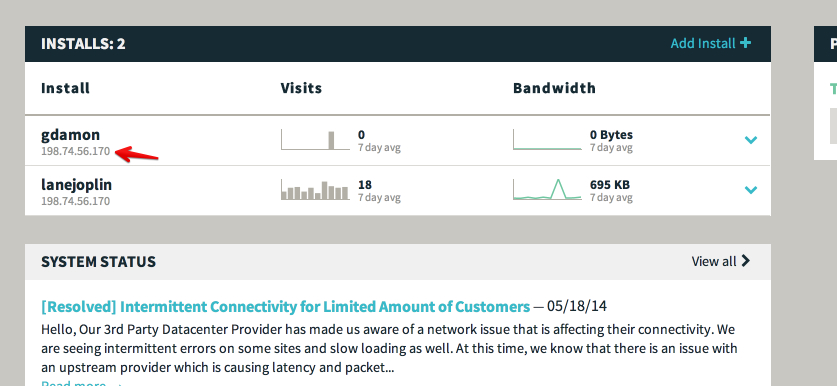 INSTALLS: 2
Add Install +
Install Visits Bandwidth
gdamon
198.74.56.170
0
7 day avg
0 Bytes
7 day avg
lanejoplin
198.74.56.170
18
7 day avg
695 KB
7 day avg
SYSTEM STATUS
View all
[Resolved] Intermittent Connectivity for Limited Amount of Customers — 05/18/14
Hello, Our 3rd Party Datacenter Provider has made us aware of a network issue that is affecting their connectivity. We
are seeing intermittent errors on some sites and slow loading as well. At this time, we know that there is an issue with
an upstream provider which is causing latency and packet...
Read more